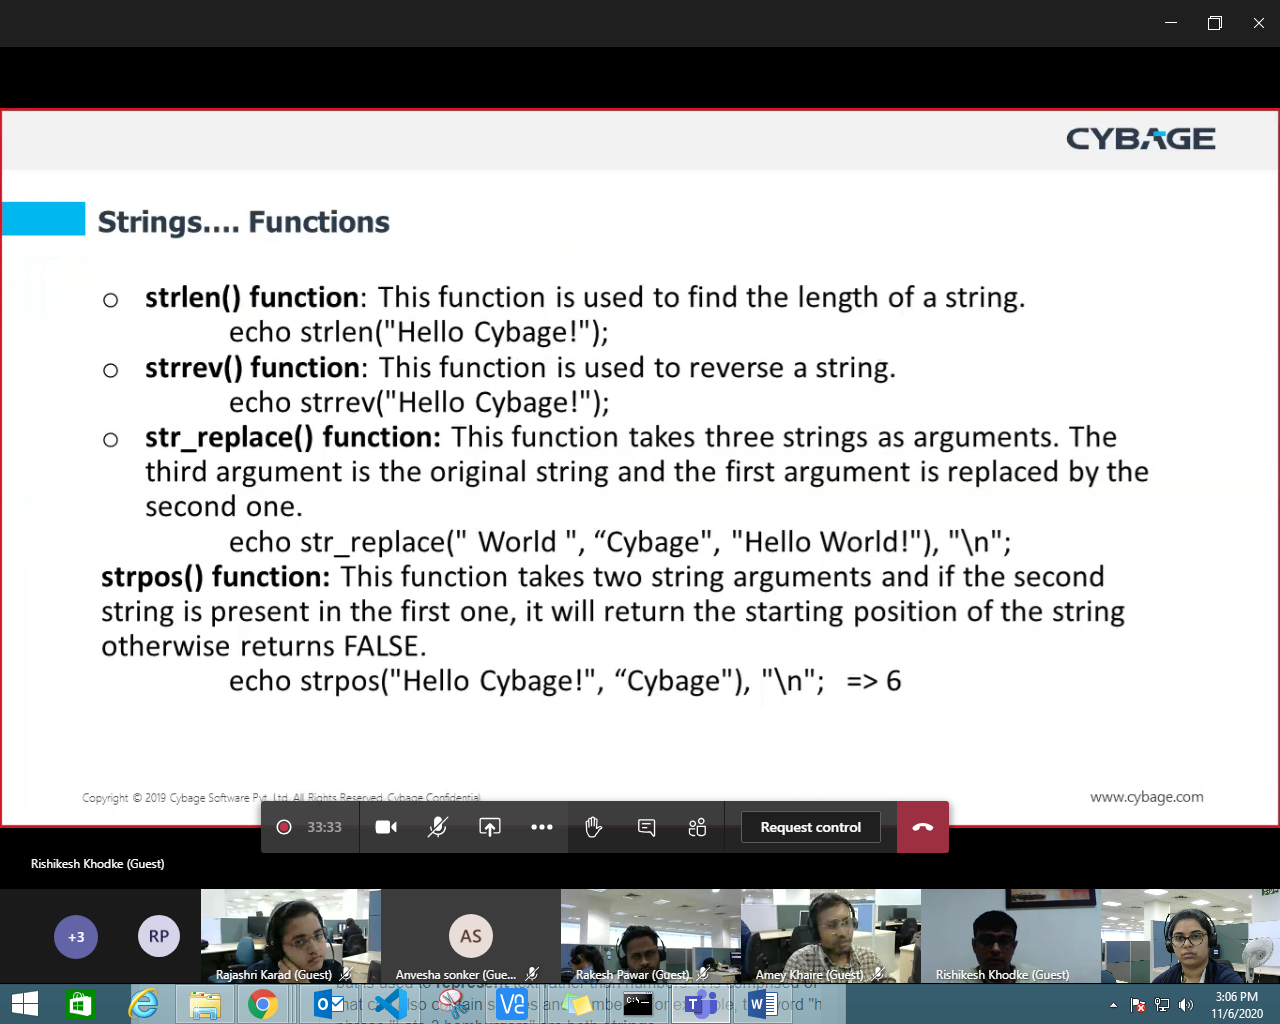 CYBAGE
Strings.... Functions
o strlen() function: This function is used to find the length of a string.
echo strlen("Hello Cybage!");
o strrev() function: This function is used to reverse a string.
echo strrev("Hello Cybage!");
o str_replace() function: This function takes three strings as arguments. The
third argument is the original string and the first argument is replaced by the
second one.
echo str_replace(" World ", “Cybage", "Hello World!"), "\n";
strpos() function: This function takes two string arguments and if the second
string is present in the first one, it will return the starting position of the string
otherwise returns FALSE.
echo strpos("Hello Cybage!", “Cybage"), "\n"; => 6
Copyright © 2019 Cybage Software Pvt. Ltd. All Rights Reserved. Cybage Confidential.
www.cybage.com
33:33
Request control
Rishikesh Khodke (Guest)
+3
RP
AS
Rajashri Karad (Guest)
Anvesha sonker (Gue...
Rakesh Pawar (Guest)
Amey Khaire (Guest)
Rishikesh Khodke (Guest)
3:06 PM
11/6/2020